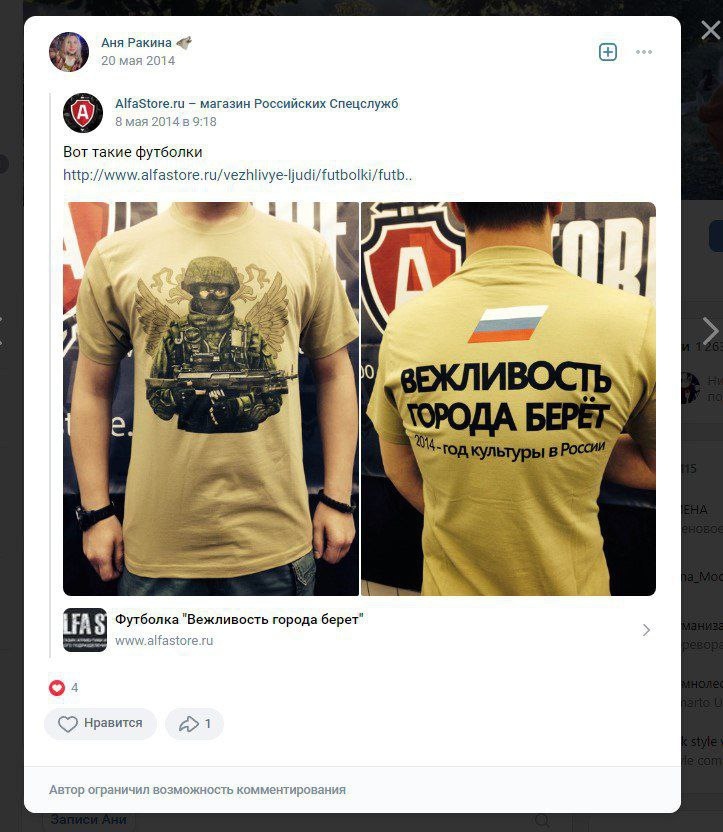 Аня Ракина
20 мая 2014
AlfaStore.ru – магазин Российских Спецслужб
8 мая 2014 в 9:18
Вот такие футболки
http://www.alfastore.ru/vezhlivye-ljudi/futbolki/futb..
A
A
ТОRE
ВЕЖЛИВОСТЬ
ГОРОДА БЕРЁТ
2014 - год культуры в России
LFA S
Футболка "Вежливость города берет"
www.alfastore.ru
4
Нравится
1
Автор ограничил возможность комментирования
Записи Ани